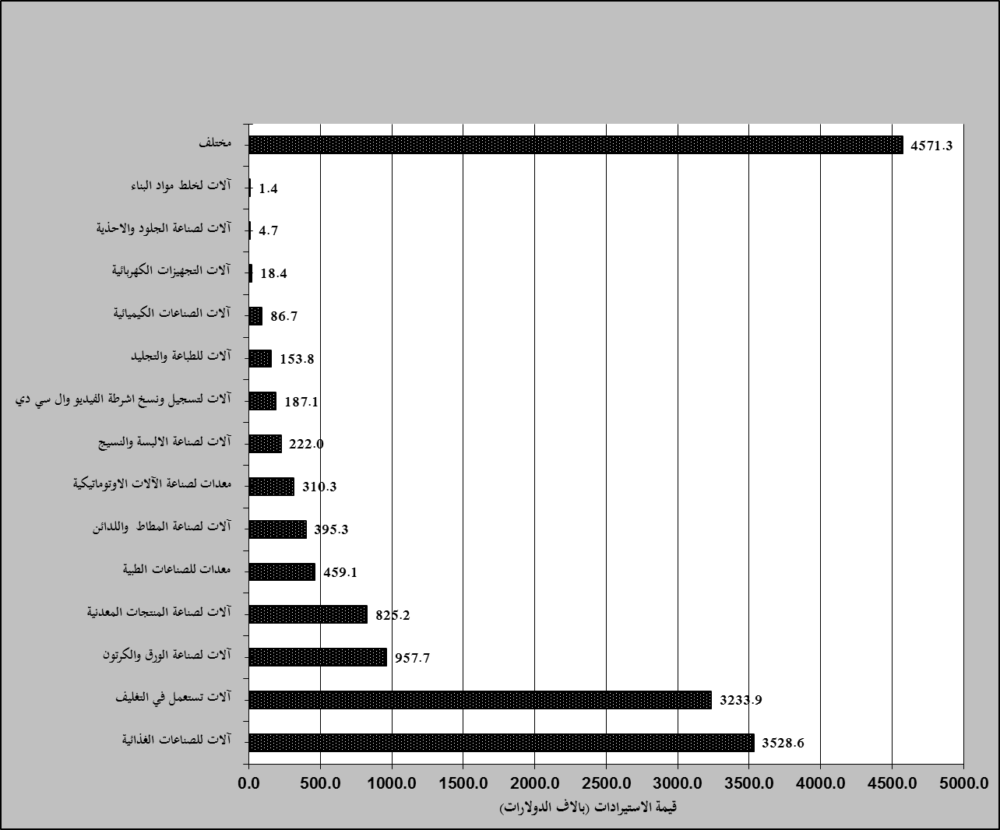 مختلف
4571.3
آلات لخلط مواد البناء
1.4
آلات لصناعة الجلود والاحذية
4.7
آلات التجهيزات الكهربائية
18.4
آلات الصناعات الكيميائية
86.7
آلات للطباعة والتجليد
153.8
آلات لتسجيل ونسخ اشرطة الفيديو وال سي دي
187.1
آلات لصناعة الالبسة والنسيج
222.0
معدات لصناعة الآلات الاوتوماتيكية
310.3
آلات لصناعة المطاط واللدائن
395.3
معدات للصناعات الطبية
459.1
آلات لصناعة المنتجات المعدنية
825.2
آلات لصناعة الورق والكرتون
957.7
آلات تستعمل في التغليف
3233.9
آلات للصناعات الغذائية
3528.6
0.0 500.0 1000.0 1500.0 2000.0 2500.0 3000.0 3500.0 4000.0 4500.0 5000.0
قيمة الاستيرادات (بالاف الدولارات)